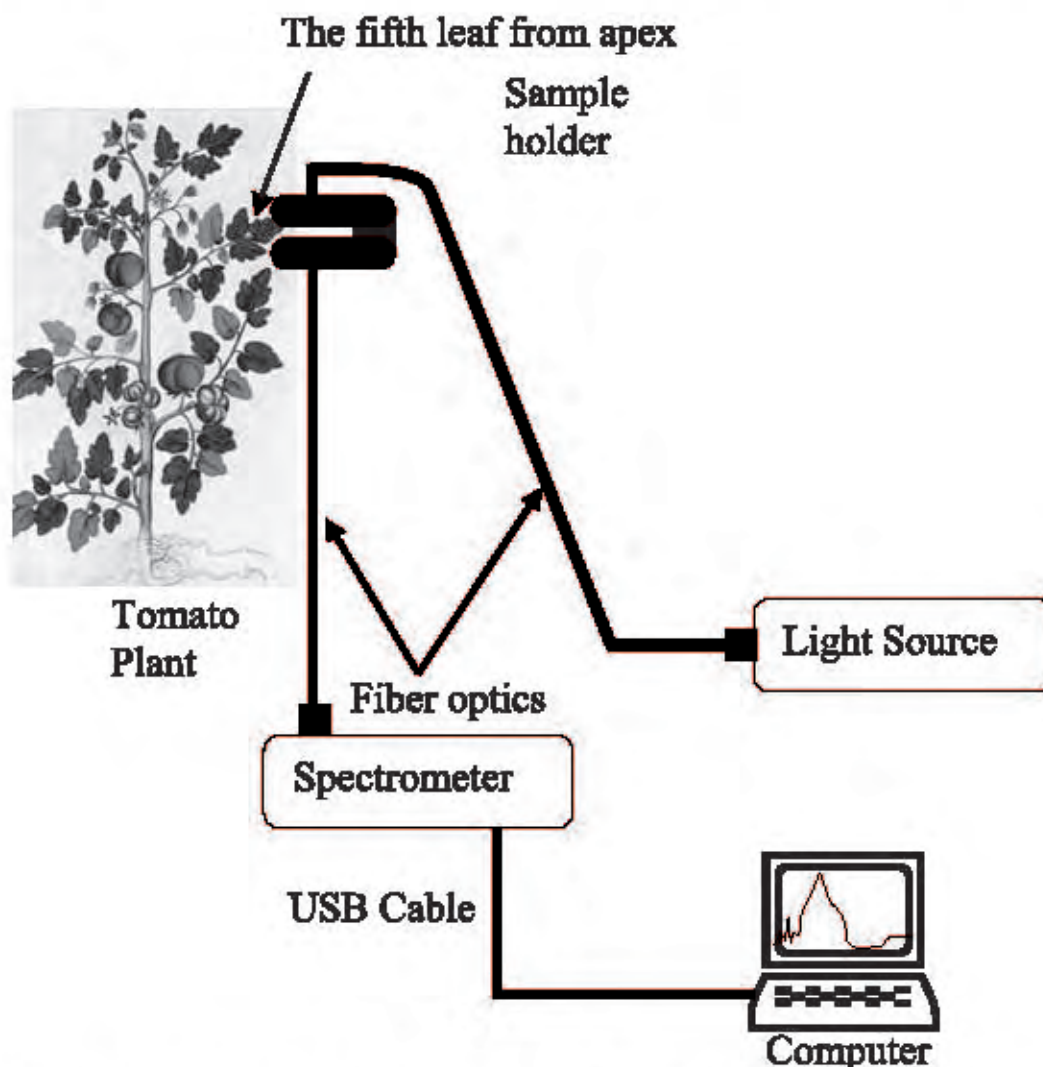 The fifth leaf from apex
Sample
holder
Tomato
Plant
Fiber optics
Light Source
Spectrometer
USB Cable
Computer